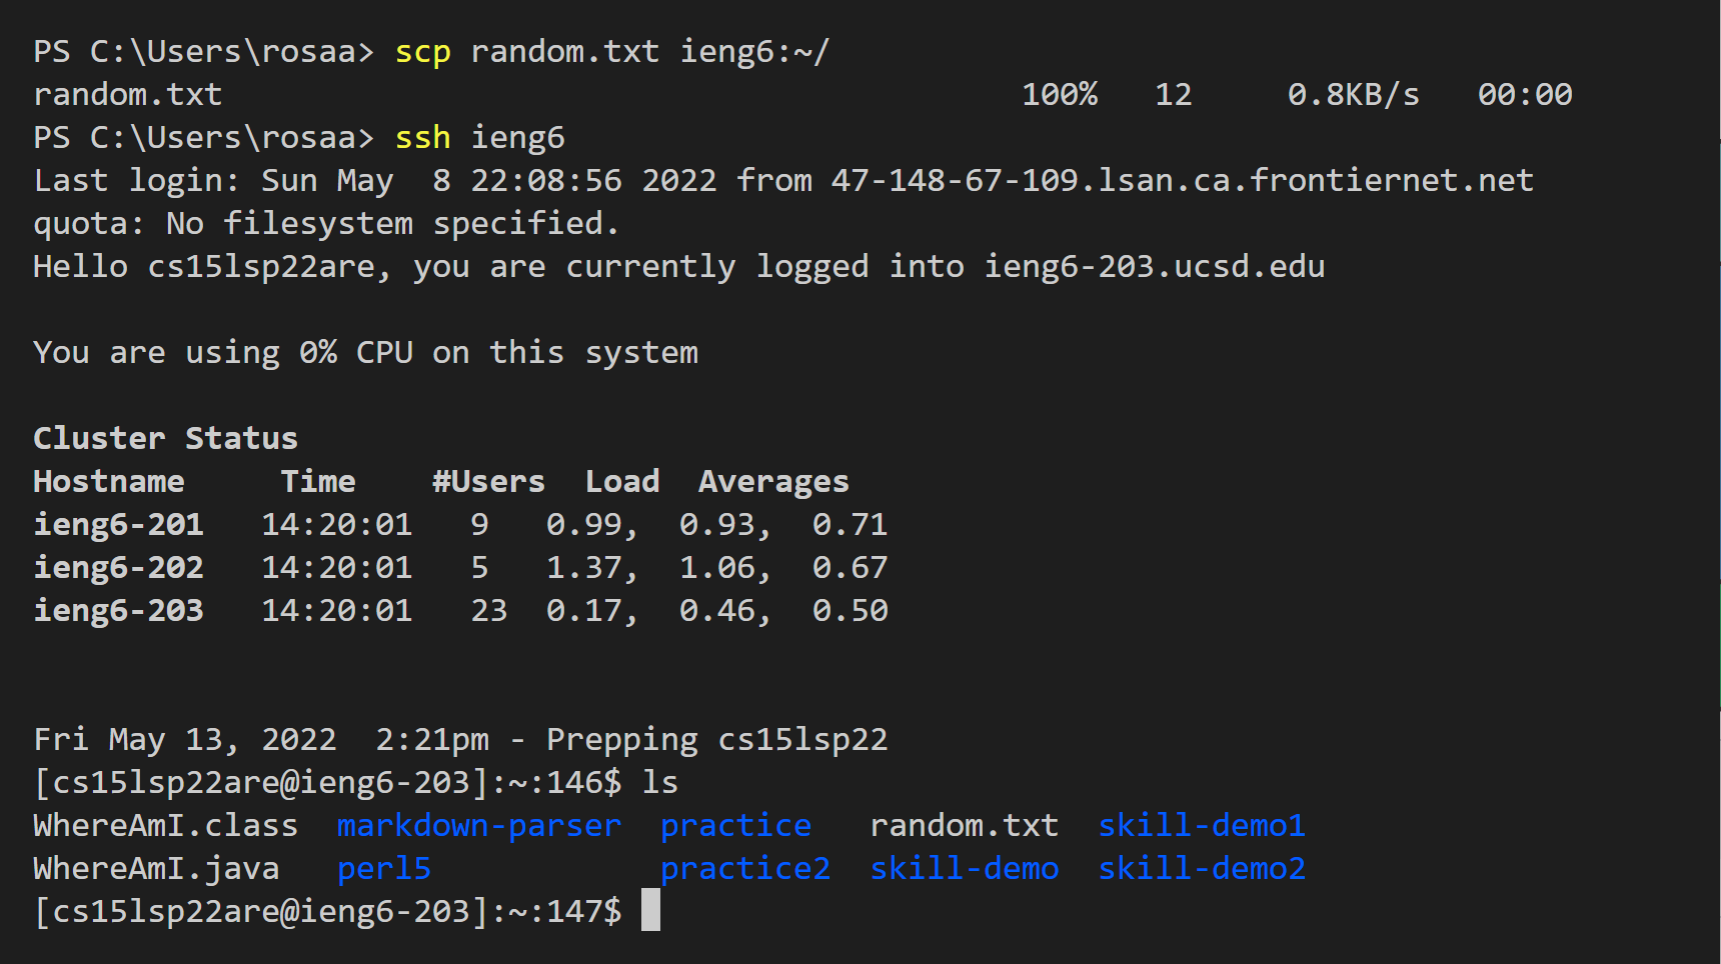 PS C:\Users\rosaa> scp random.txt ieng6:~/
random.txt                                          100%   12     0.8KB/s   00:00
PS C:\Users\rosaa> ssh ieng6
Last login: Sun May  8 22:08:56 2022 from 47-148-67-109.lsan.ca.frontiernet.net
quota: No filesystem specified.
Hello cs15lsp22are, you are currently logged into ieng6-203.ucsd.edu
You are using 0% CPU on this system
Cluster Status
Hostname     Time    #Users  Load  Averages
ieng6-201   14:20:01   9   0.99,  0.93,  0.71
ieng6-202   14:20:01   5   1.37,  1.06,  0.67
ieng6-203   14:20:01   23  0.17,  0.46,  0.50
Fri May 13, 2022  2:21pm - Prepping cs15lsp22
[cs15lsp22are@ieng6-203]:~:146$ ls
WhereAmI.class  markdown-parser  practice   random.txt  skill-demo1
WhereAmI.java   perl5            practice2  skill-demo  skill-demo2
[cs15lsp22are@ieng6-203]:~:147$